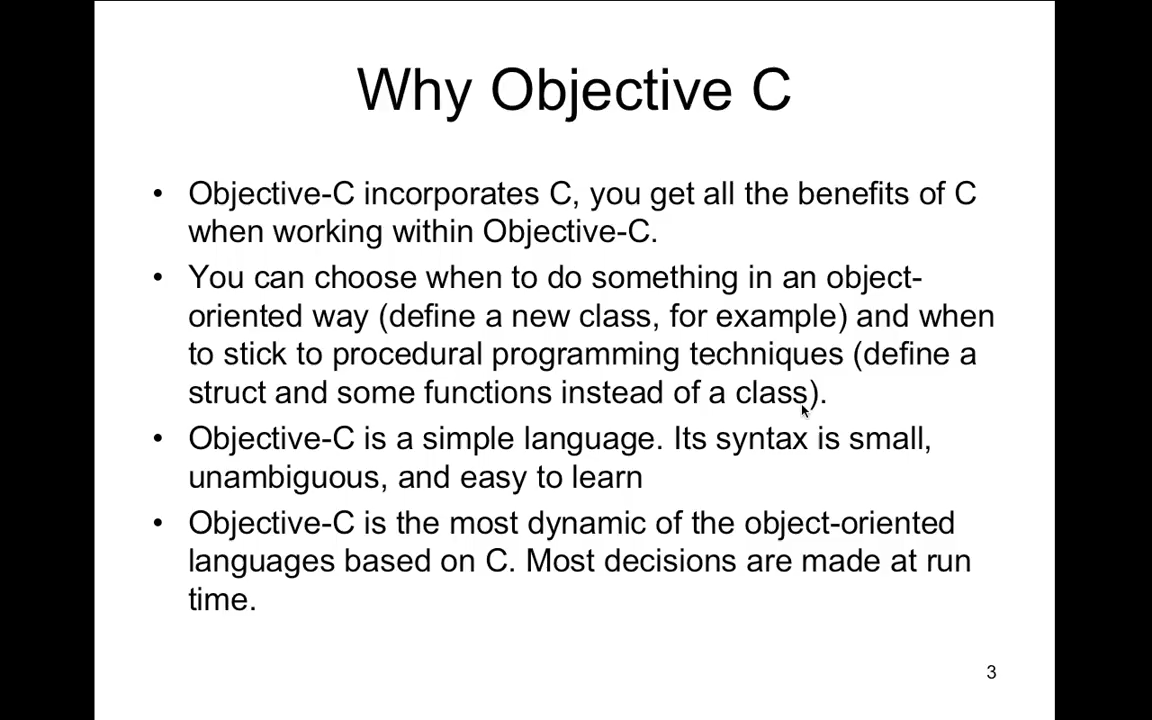 Why Objective C
• Objective-C incorporates C, you get all the benefits of C
when working within Objective-C.
• You can choose when to do something in an object-
oriented way (define a new class, for example) and when
to stick to procedural programming techniques (define a
struct and some functions instead of a class).
• Objective-C is a simple language. Its syntax is small,
unambiguous, and easy to learn
• Objective-C is the most dynamic of the object-oriented
languages based on C. Most decisions are made at run
time.
3